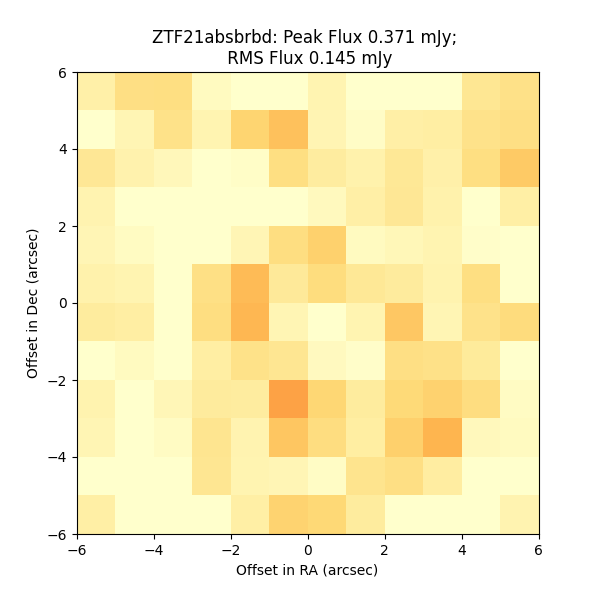 ZTF21absbrbd: Peak Flux 0.371 mJy;
RMS Flux 0.145 mJy
6
4
2
0
−2
−4
−6
Offset in Dec (arcsec)
−6 −4 −2 0 2 4 6
Offset in RA (arcsec)